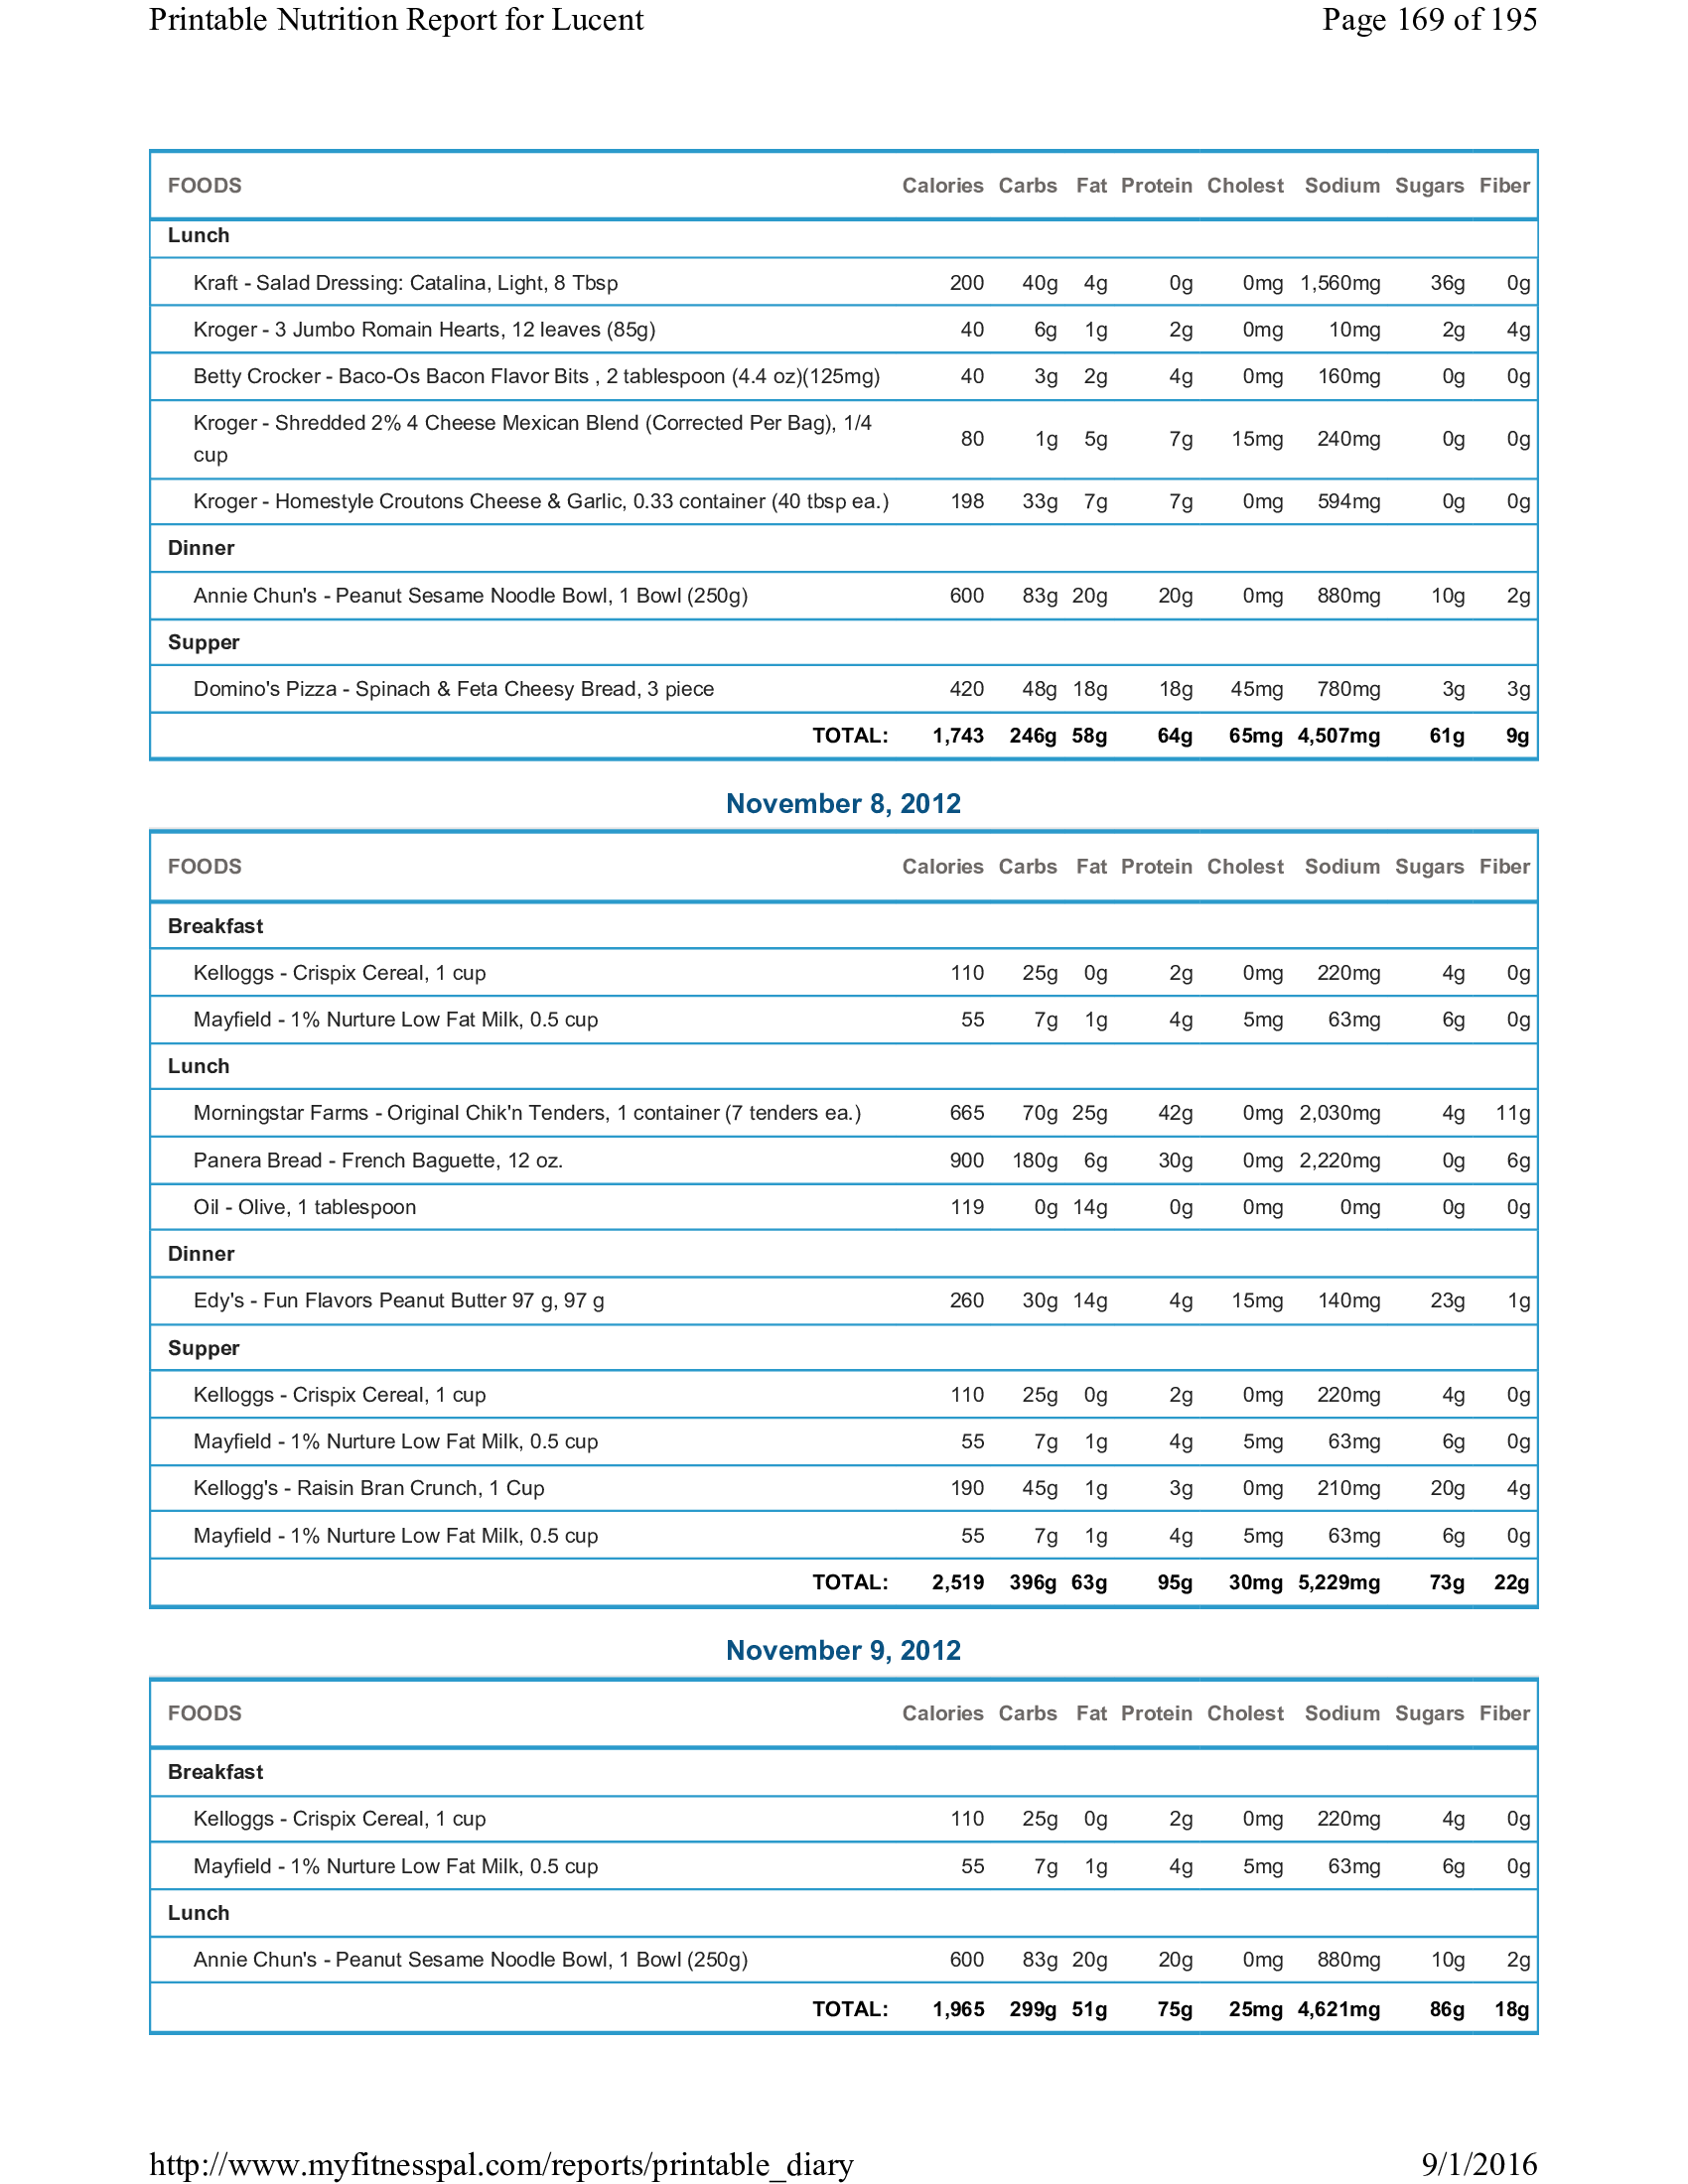 Printable Nutrition Report for Lucent Page 169 of 195
FOODS Calories Carbs Fat Protein Cholest Sodium Sugars Fiber
Lunch
Kraft - Salad Dressing: Catalina, Light, 8 Tbsp 200 40g 4g 0g 0mg 1,560mg 36g 0g
Kroger - 3 Jumbo Romain Hearts, 12 leaves (85g) 40 6g 1g 2g 0mg 10mg 2g 4g
Betty Crocker - Baco-Os Bacon Flavor Bits , 2 tablespoon (4.4 oz)(125mg) 40 3g 2g 4g 0mg 160mg 0g 0g
Kroger - Shredded 2% 4 Cheese Mexican Blend (Corrected Per Bag), 1/4
cup 80 1g 5g 7g 15mg 240mg 0g 0g
Kroger - Homestyle Croutons Cheese & Garlic, 0.33 container (40 tbsp ea.) 198 33g 7g 7g 0mg 594mg 0g 0g
Dinner
Annie Chun's - Peanut Sesame Noodle Bowl, 1 Bowl (250g) 600 83g 20g 20g 0mg 880mg 10g 2g
Supper
Domino's Pizza - Spinach & Feta Cheesy Bread, 3 piece 420 48g 18g 18g 45mg 780mg 3g 3g
TOTAL: 1,743 246g 58g 64g 65mg 4,507mg 61g 9g
November 8, 2012
FOODS Calories Carbs Fat Protein Cholest Sodium Sugars Fiber
Breakfast
Kelloggs - Crispix Cereal, 1 cup 110 25g 0g 2g 0mg 220mg 4g 0g
Mayfield - 1% Nurture Low Fat Milk, 0.5 cup 55 7g 1g 4g 5mg 63mg 6g 0g
Lunch
Morningstar Farms - Original Chik'n Tenders, 1 container (7 tenders ea.) 665 70g 25g 42g 0mg 2,030mg 4g 11g
Panera Bread - French Baguette, 12 oz. 900 180g 6g 30g 0mg 2,220mg 0g 6g
Oil - Olive, 1 tablespoon 119 0g 14g 0g 0mg 0mg 0g 0g
Dinner
Edy's - Fun Flavors Peanut Butter 97 g, 97 g 260 30g 14g 4g 15mg 140mg 23g 1g
Supper
Kelloggs - Crispix Cereal, 1 cup 110 25g 0g 2g 0mg 220mg 4g 0g
Mayfield - 1% Nurture Low Fat Milk, 0.5 cup 55 7g 1g 4g 5mg 63mg 6g 0g
Kellogg's - Raisin Bran Crunch, 1 Cup 190 45g 1g 3g 0mg 210mg 20g 4g
Mayfield - 1% Nurture Low Fat Milk, 0.5 cup 55 7g 1g 4g 5mg 63mg 6g 0g
TOTAL: 2,519 396g 63g 95g 30mg 5,229mg 73g 22g
November 9, 2012
FOODS Calories Carbs Fat Protein Cholest Sodium Sugars Fiber
Breakfast
Kelloggs - Crispix Cereal, 1 cup 110 25g 0g 2g 0mg 220mg 4g 0g
Mayfield - 1% Nurture Low Fat Milk, 0.5 cup 55 7g 1g 4g 5mg 63mg 6g 0g
Lunch
Annie Chun's - Peanut Sesame Noodle Bowl, 1 Bowl (250g) 600 83g 20g 20g 0mg 880mg 10g 2g
TOTAL: 1,965 299g 51g 75g 25mg 4,621mg 86g 18g
http://www.myfitnesspal.com/reports/printable_diary 9/1/2016